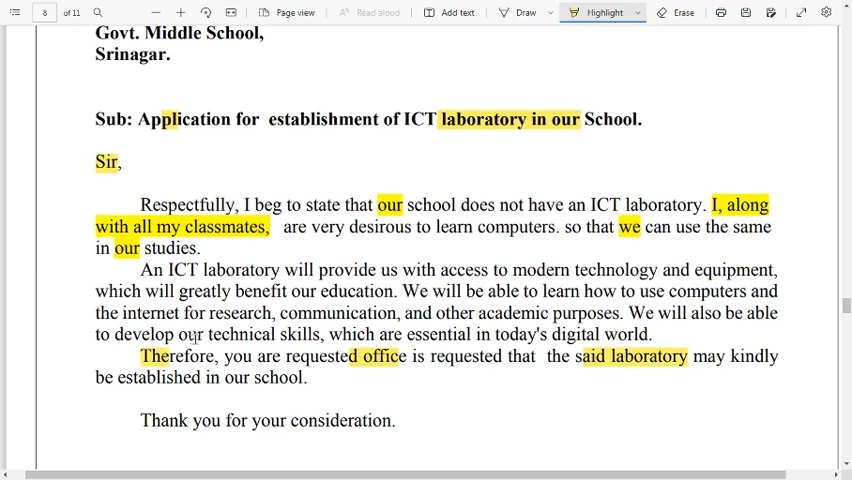 8 of 11 Page view Read aloud Add text Draw Highlight Erase
Govt. Middle School,
Srinagar.
Sub: Application for establishment of ICT laboratory in our School.
Sir,
Respectfully, I beg to state that our school does not have an ICT laboratory. I, along
with all my classmates, are very desirous to learn computers. so that we can use the same
in our studies.
An ICT laboratory will provide us with access to modern technology and equipment,
which will greatly benefit our education. We will be able to learn how to use computers and
the internet for research, communication, and other academic purposes. We will also be able
to develop our technical skills, which are essential in today's digital world.
Therefore, you are requested office is requested that the said laboratory may kindly
be established in our school.
Thank you for your consideration.